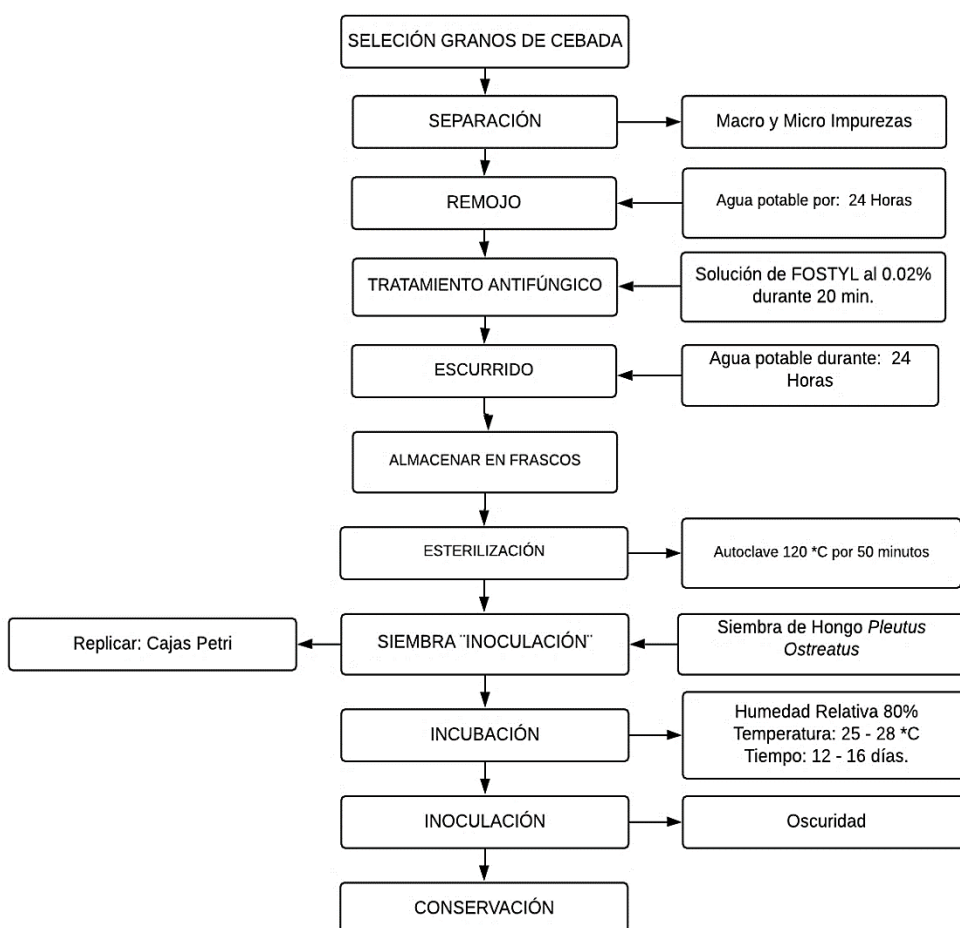 SELECIÓN GRANOS DE CEBADA
SEPARACIÓN
Macro y Micro Impurezas
REMOJO
Agua potable por: 24 Horas
TRATAMIENTO ANTIFÚNGICO
Solución de FOSTYL al 0.02%
durante 20 min.
ESCURRIDO
Agua potable durante: 24
Horas
ALMACENAR EN FRASCOS
ESTERILIZACIÓN
Autoclave 120 *C por 50 minutos
Replicar: Cajas Petri
SIEMBRA ¨INOCULACIÓN¨
Siembra de Hongo Pleutus
Ostreatus
INCUBACIÓN
Humedad Relativa 80%
Temperatura: 25 - 28 *C
Tiempo: 12 - 16 días.
INOCULACIÓN
Oscuridad
CONSERVACIÓN